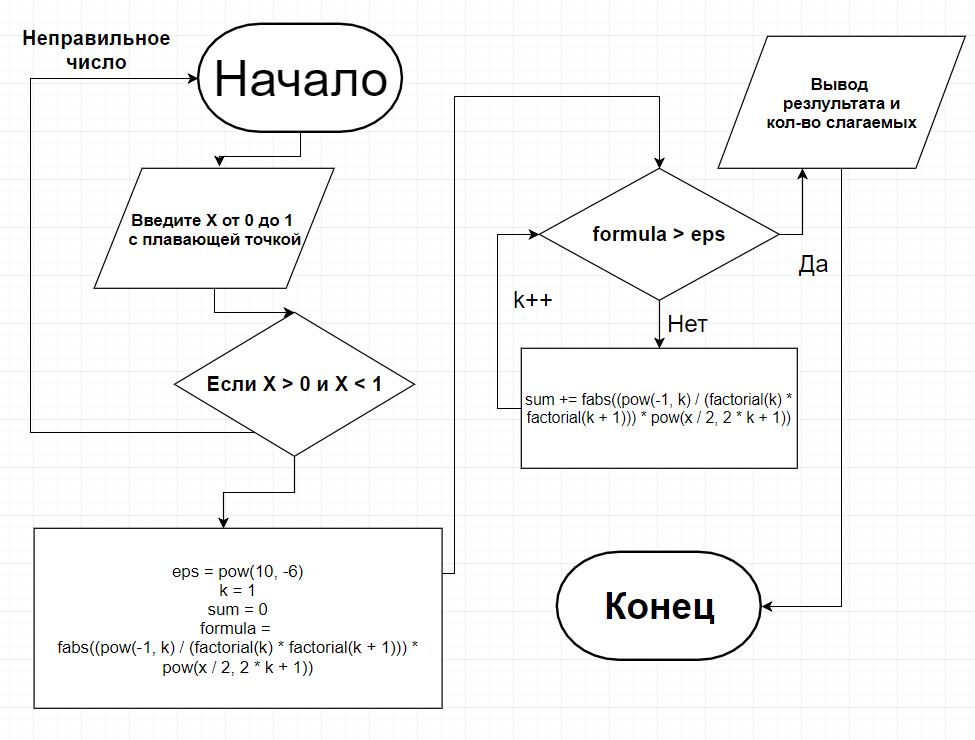 Неправильное
число
Начало
Введите X от 0 до 1
с плавающей точкой
Если X > 0 и X < 1
eps = pow(10, -6)
k = 1
sum = 0
formula =
fabs((pow(-1, k) / (factorial(k) * factorial(k + 1))) *
pow(x / 2, 2 * k + 1))
formula > eps
k++
Нет
Да
sum += fabs((pow(-1, k) / (factorial(k) *
factorial(k + 1))) * pow(x / 2, 2 * k + 1))
Вывод
резлультата и
кол-во слагаемых
Конец